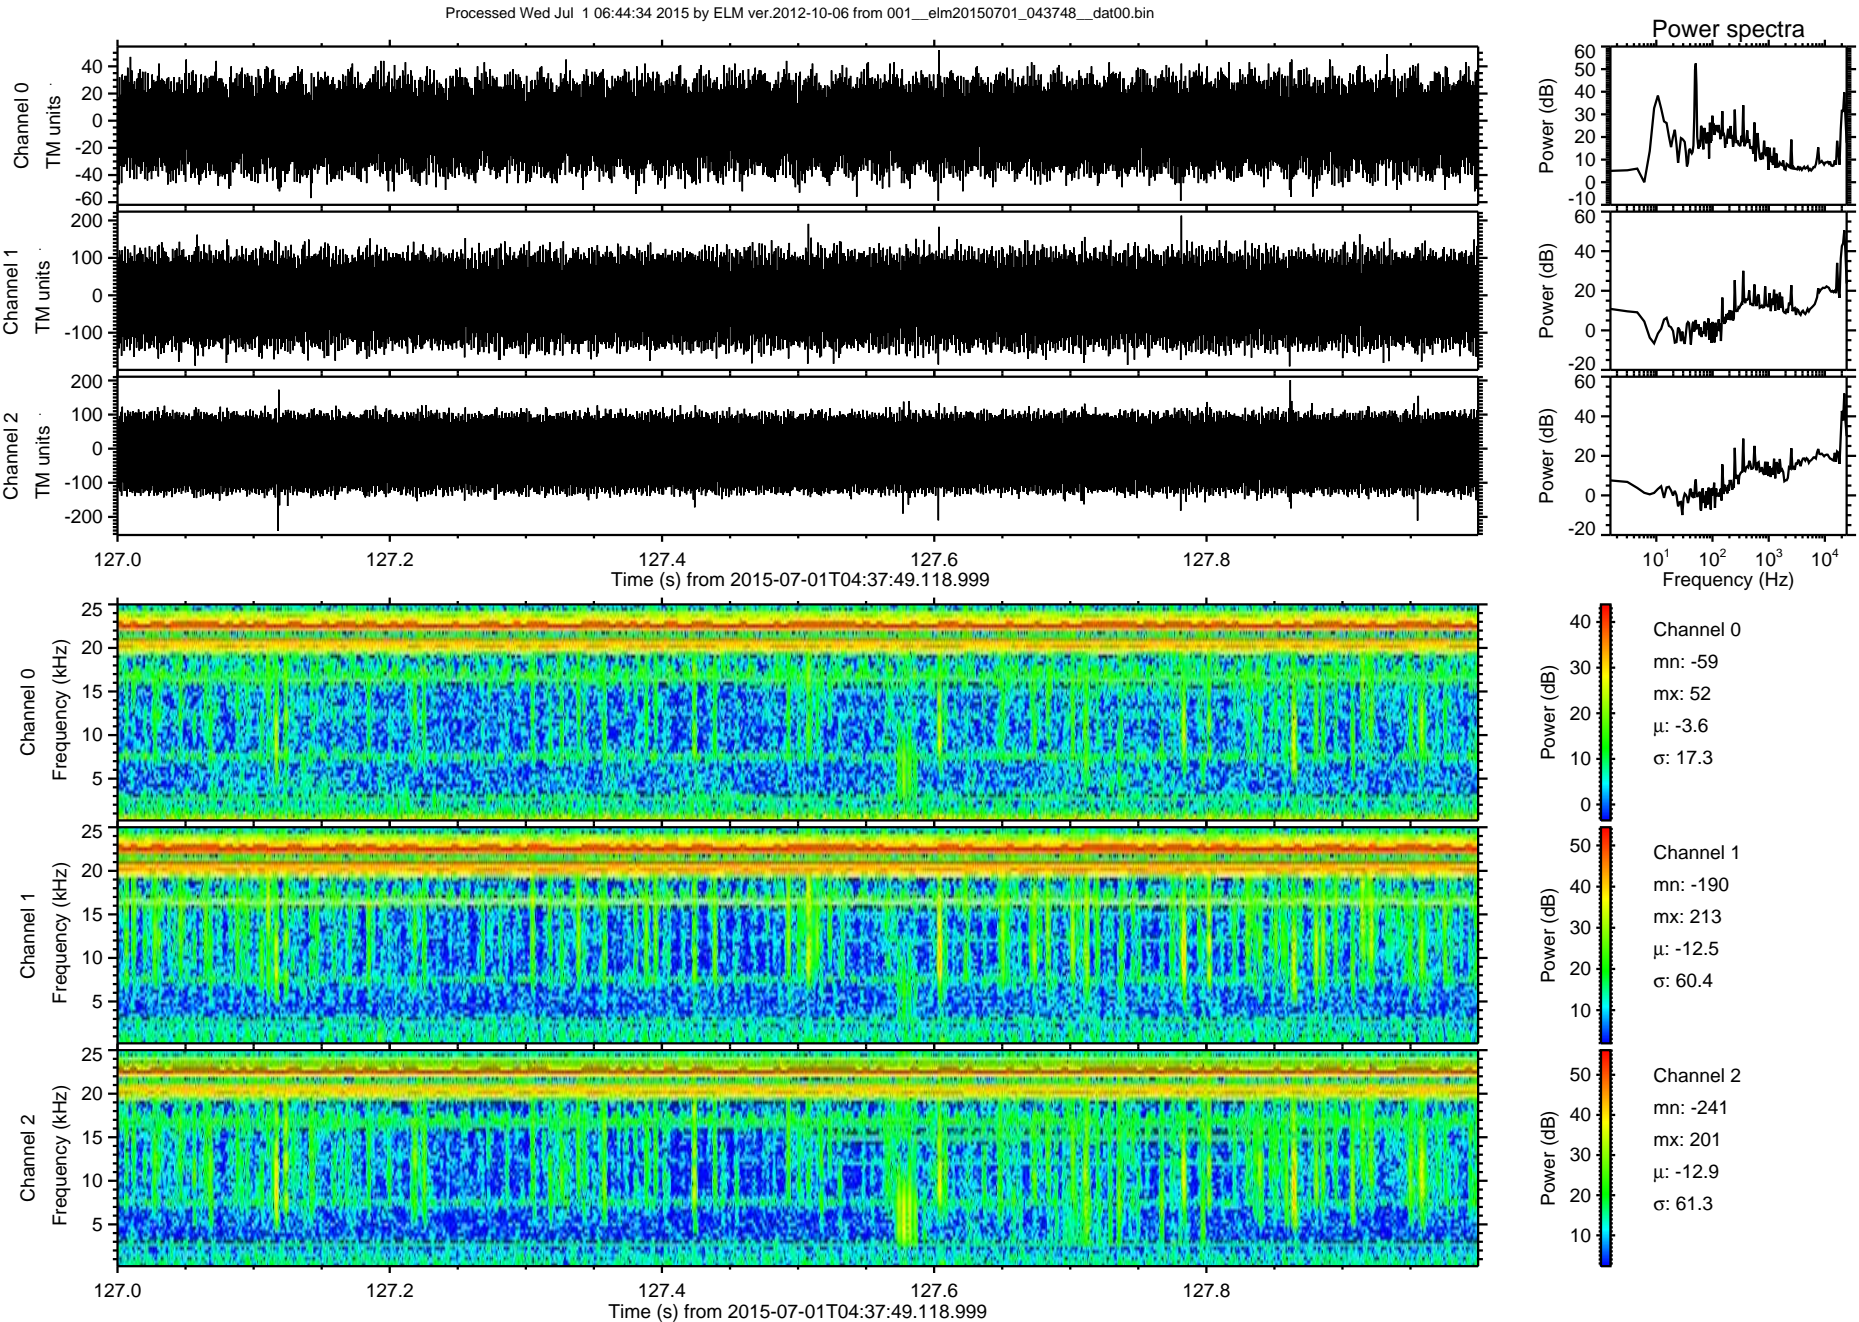 Processed Wed Jul  1 06:44:34 2015 by ELM ver.2012-10-06 from 001__elm20150701_043748__dat00.bin
Power spectra
Channel 0
TM units
40
20
0
-20
-40
-60
Power (dB)
60
50
40
30
20
10
0
-10
Channel 1
TM units
200
100
0
-100
Power (dB)
60
40
20
0
-20
Channel 2
TM units
200
100
0
-100
-200
Power (dB)
60
40
20
0
-20
127.0 127.2 127.4 127.6 127.8
Time (s) from 2015-07-01T04:37:49.118.999
10¹ 10² 10³ 10⁴
Frequency (Hz)
Channel 0
Frequency (kHz)
25
20
15
10
5
Power (dB)
40
30
20
10
0
Channel 0
mn: -59
mx: 52
μ: -3.6
σ: 17.3
Channel 1
Frequency (kHz)
25
20
15
10
5
Power (dB)
50
40
30
20
10
Channel 1
mn: -190
mx: 213
μ: -12.5
σ: 60.4
Channel 2
Frequency (kHz)
25
20
15
10
5
Power (dB)
50
40
30
20
10
Channel 2
mn: -241
mx: 201
μ: -12.9
σ: 61.3
127.0 127.2 127.4 127.6 127.8
Time (s) from 2015-07-01T04:37:49.118.999